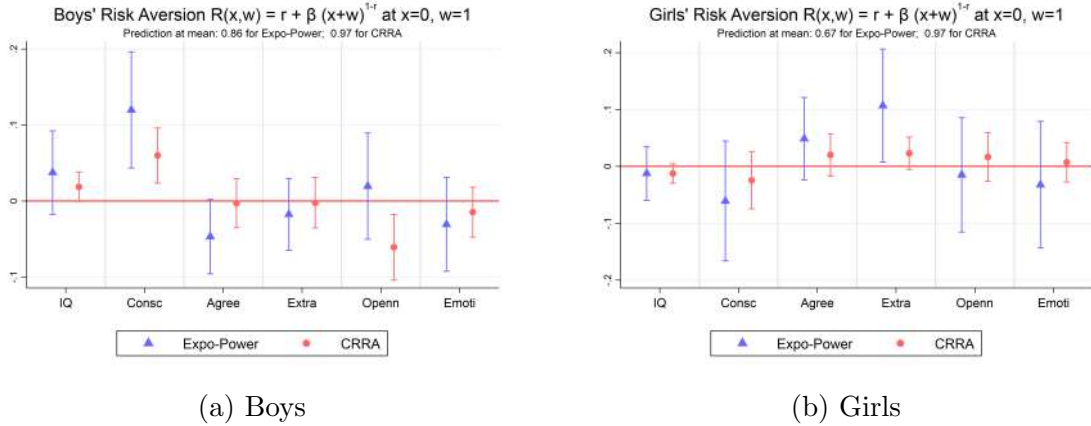 Boys' Risk Aversion R(x,w) = r + β (x+w)^1-r at x=0, w=1
Prediction at mean: 0.86 for Expo-Power; 0.97 for CRRA
.2
.1
0
-.1
IQ Consc Agree Extra Openn Emoti
Expo-Power CRRA
(a) Boys
Girls' Risk Aversion R(x,w) = r + β (x+w)^1-r at x=0, w=1
Prediction at mean: 0.67 for Expo-Power; 0.97 for CRRA
.2
.1
0
-.1
-.2
IQ Consc Agree Extra Openn Emoti
Expo-Power CRRA
(b) Girls